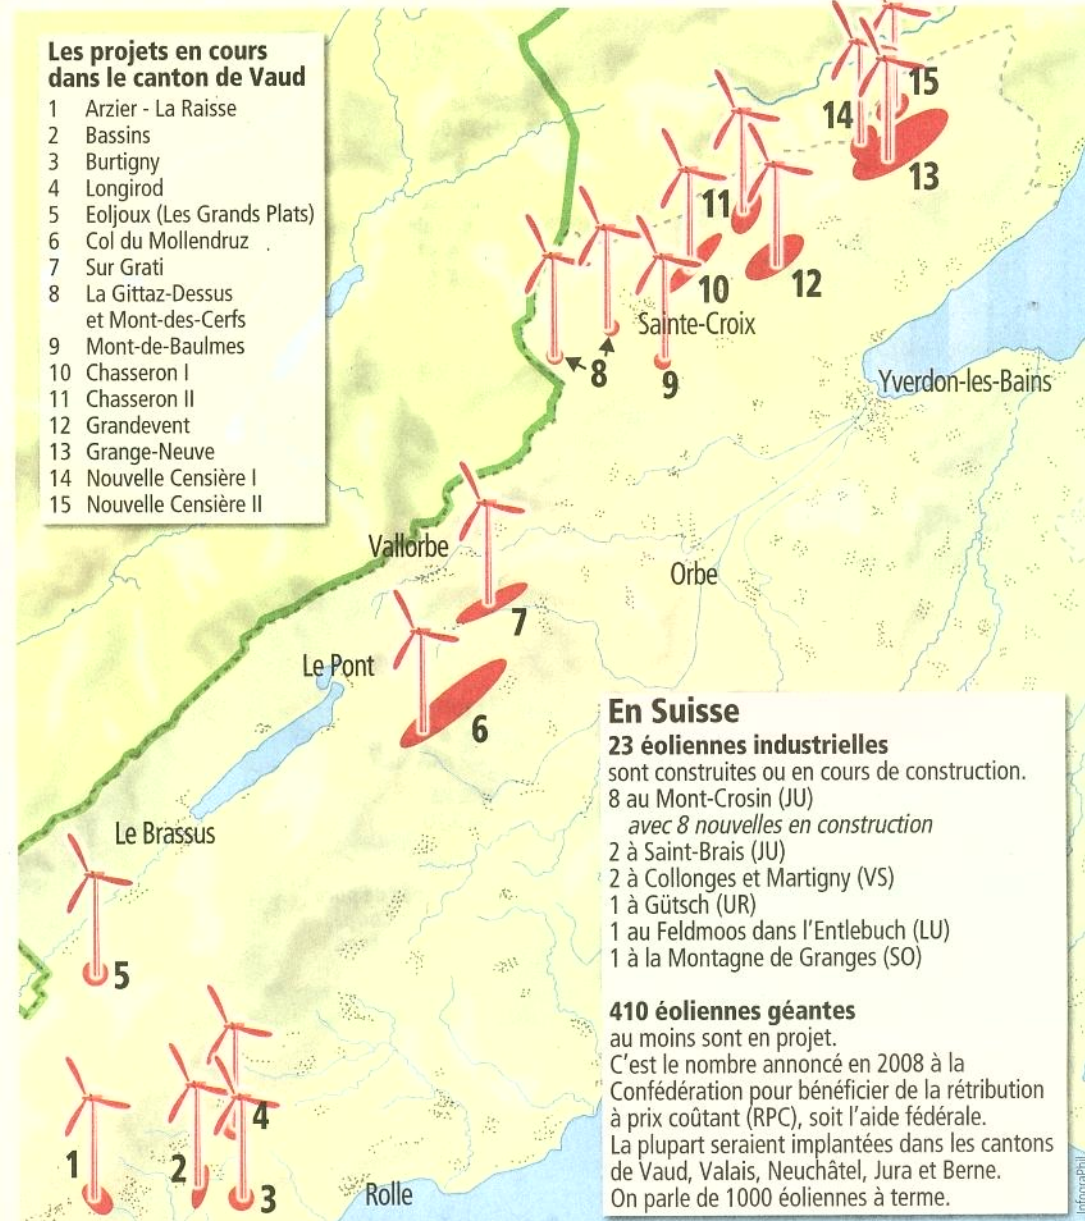 Les projets en cours
dans le canton de Vaud
1 Arzier - La Raisse
2 Bassins
3 Burtigny
4 Longirod
5 Eoljoux (Les Grands Plats)
6 Col du Mollendruz
7 Sur Grati
8 La Gittaz-Dessus
et Mont-des-Cerfs
9 Mont-de-Baulmes
10 Chasseron I
11 Chasseron II
12 Grandevent
13 Grange-Neuve
14 Nouvelle Censière I
15 Nouvelle Censière II
15
14
13
11
12
10
Sainte-Croix
8
9
Yverdon-les-Bains
Vallorbe
Orbe
7
Le Pont
6
Le Brassus
5
4
1
2
3
Rolle
En Suisse
23 éoliennes industrielles
sont construites ou en cours de construction.
8 au Mont-Crosin (JU)
avec 8 nouvelles en construction
2 à Saint-Brais (JU)
2 à Collonges et Martigny (VS)
1 à Gütsch (UR)
1 au Feldmoos dans l'Entlebuch (LU)
1 à la Montagne de Granges (SO)
410 éoliennes géantes
au moins sont en projet.
C'est le nombre annoncé en 2008 à la
Confédération pour bénéficier de la rétribution
à prix coûtant (RPC), soit l'aide fédérale.
La plupart seraient implantées dans les cantons
de Vaud, Valais, Neuchâtel, Jura et Berne.
On parle de 1000 éoliennes à terme.
InfograPhil